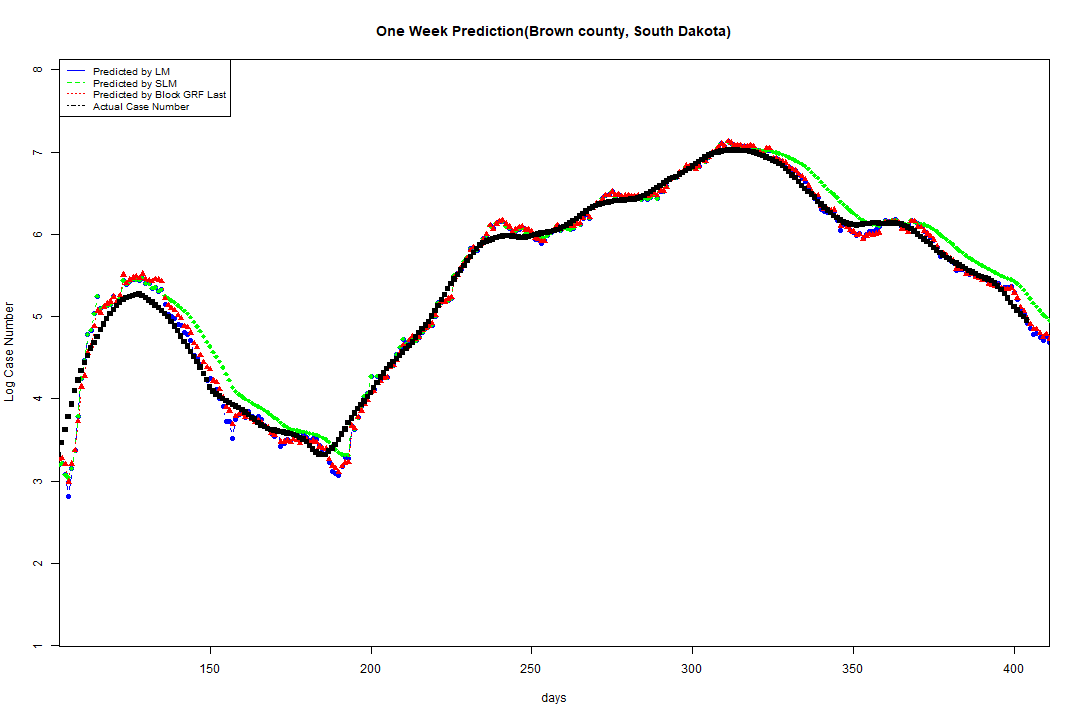 One Week Prediction(Brown county, South Dakota)
Predicted by LM
Predicted by SLM
Predicted by Block GRF Last
Actual Case Number
8
7
6
5
4
3
2
1
Log Case Number
150 200 250 300 350 400
days